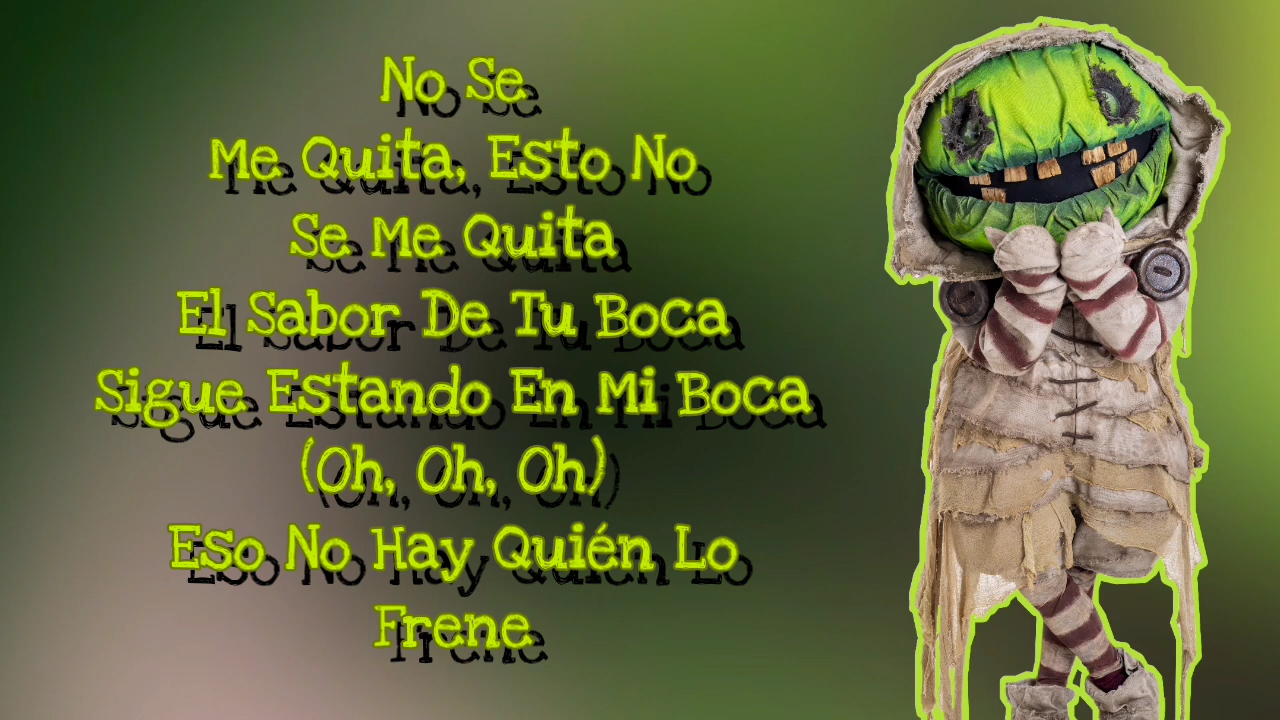 No Se
Me Quita, Esto No
Se Me Quita
El Sabor De Tu Boca
Sigue Estando En Mi Boca
(Oh, Oh, Oh)
Eso No Hay Quién Lo
Frene